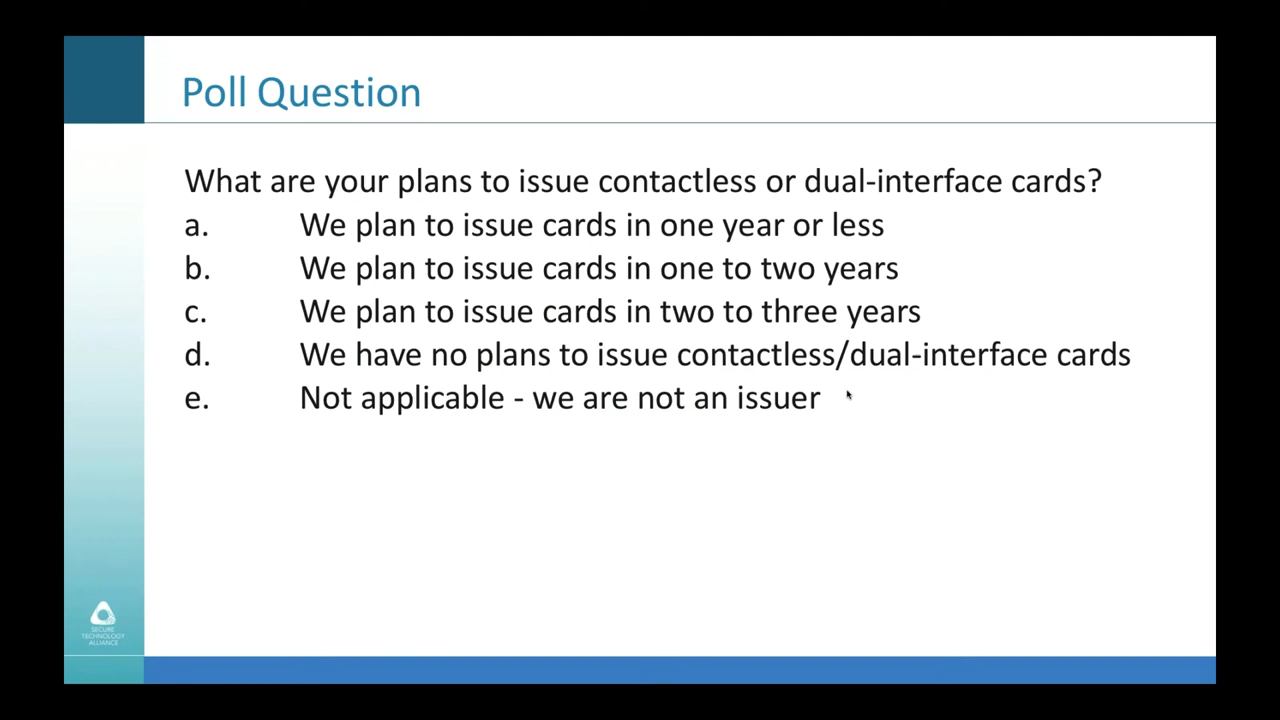 Poll Question
What are your plans to issue contactless or dual-interface cards?
a. We plan to issue cards in one year or less
b. We plan to issue cards in one to two years
c. We plan to issue cards in two to three years
d. We have no plans to issue contactless/dual-interface cards
e. Not applicable - we are not an issuer
SECURE
TECHNOLOGY
ALLIANCE